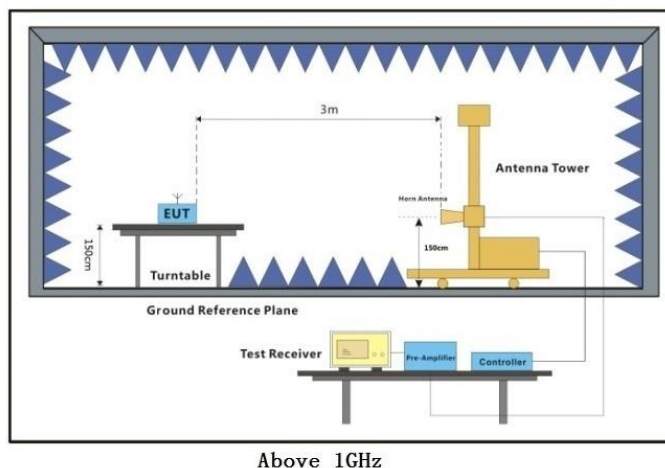 3m
Antenna Tower
Horn Antenna
EUT
150cm
150cm
Turntable
Ground Reference Plane
Test Receiver
Pre-Amplifier
Controller
Above 1GHz